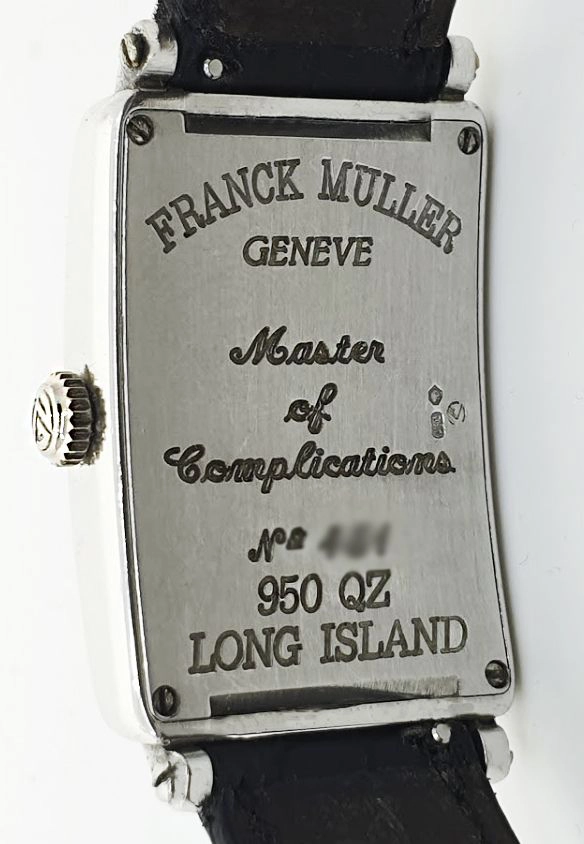 FRANCK MULLER
GENEVE
Master
of
Complications
Nº
950 QZ
LONG ISLAND